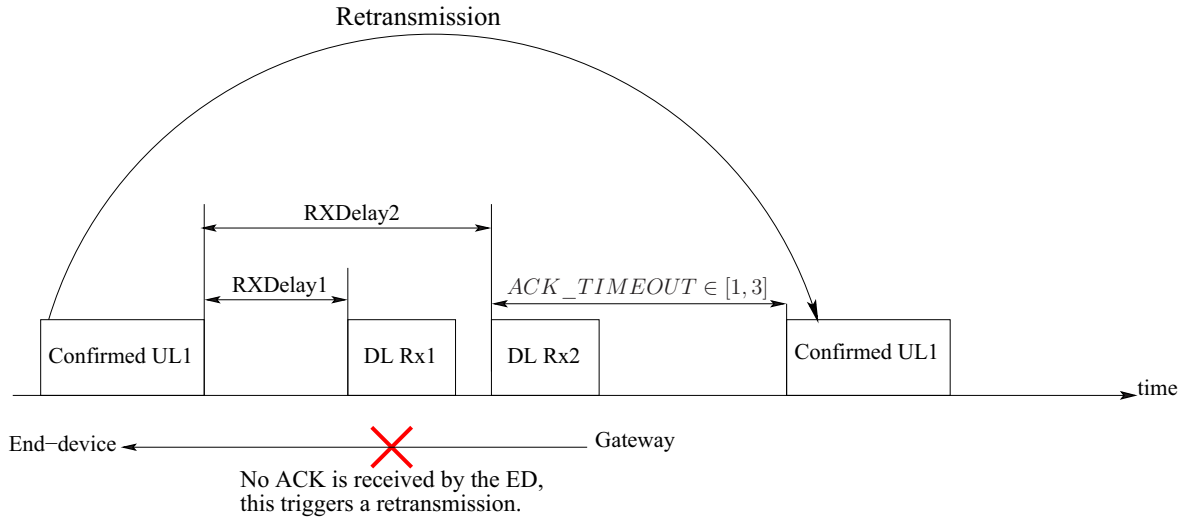 Retransmission
RXDelay2
RXDelay1
ACK_TIMEOUT ∈ [1, 3]
Confirmed UL1
DL Rx1
DL Rx2
Confirmed UL1
time
End−device
Gateway
No ACK is received by the ED,
this triggers a retransmission.